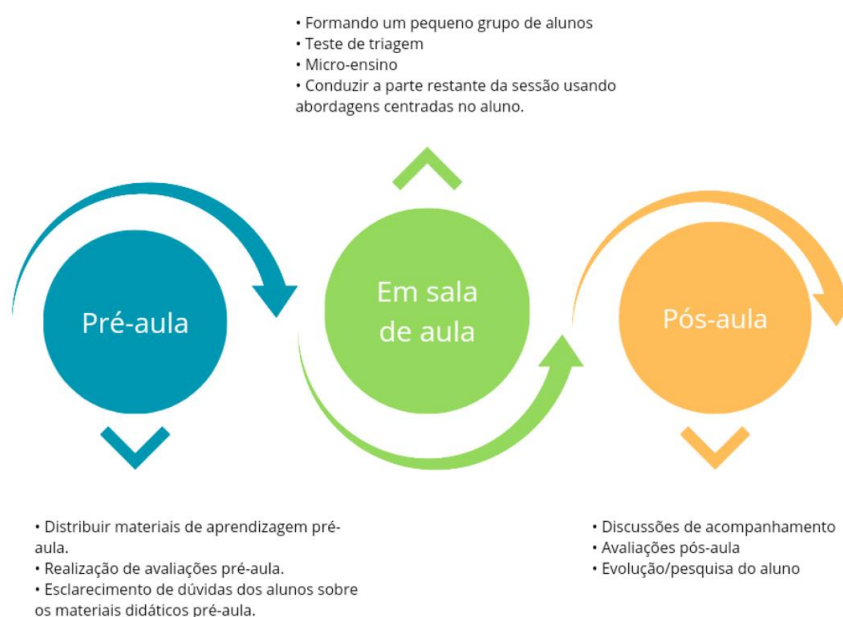 • Formando um pequeno grupo de alunos
• Teste de triagem
• Micro-ensino
• Conduzir a parte restante da sessão usando
abordagens centradas no aluno.
Pré-aula
Em sala
de aula
Pós-aula
• Distribuir materiais de aprendizagem pré-
aula.
• Realização de avaliações pré-aula.
• Esclarecimento de dúvidas dos alunos sobre
os materiais didáticos pré-aula.
• Discussões de acompanhamento
• Avaliações pós-aula
• Evolução/pesquisa do aluno